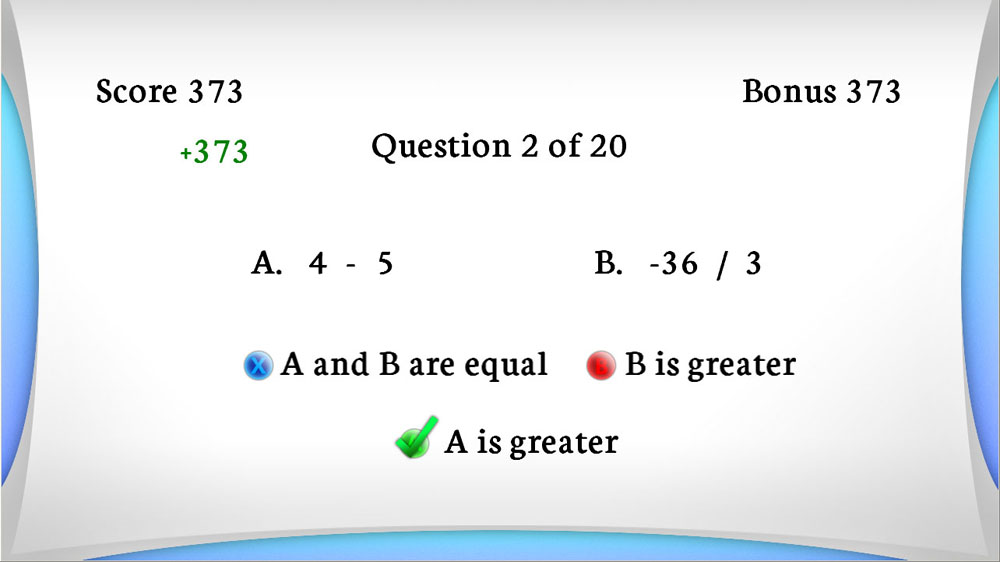 Score 373
Bonus 373
+373
Question 2 of 20
A. 4 - 5
B. -36 / 3
X A and B are equal
B is greater
A is greater